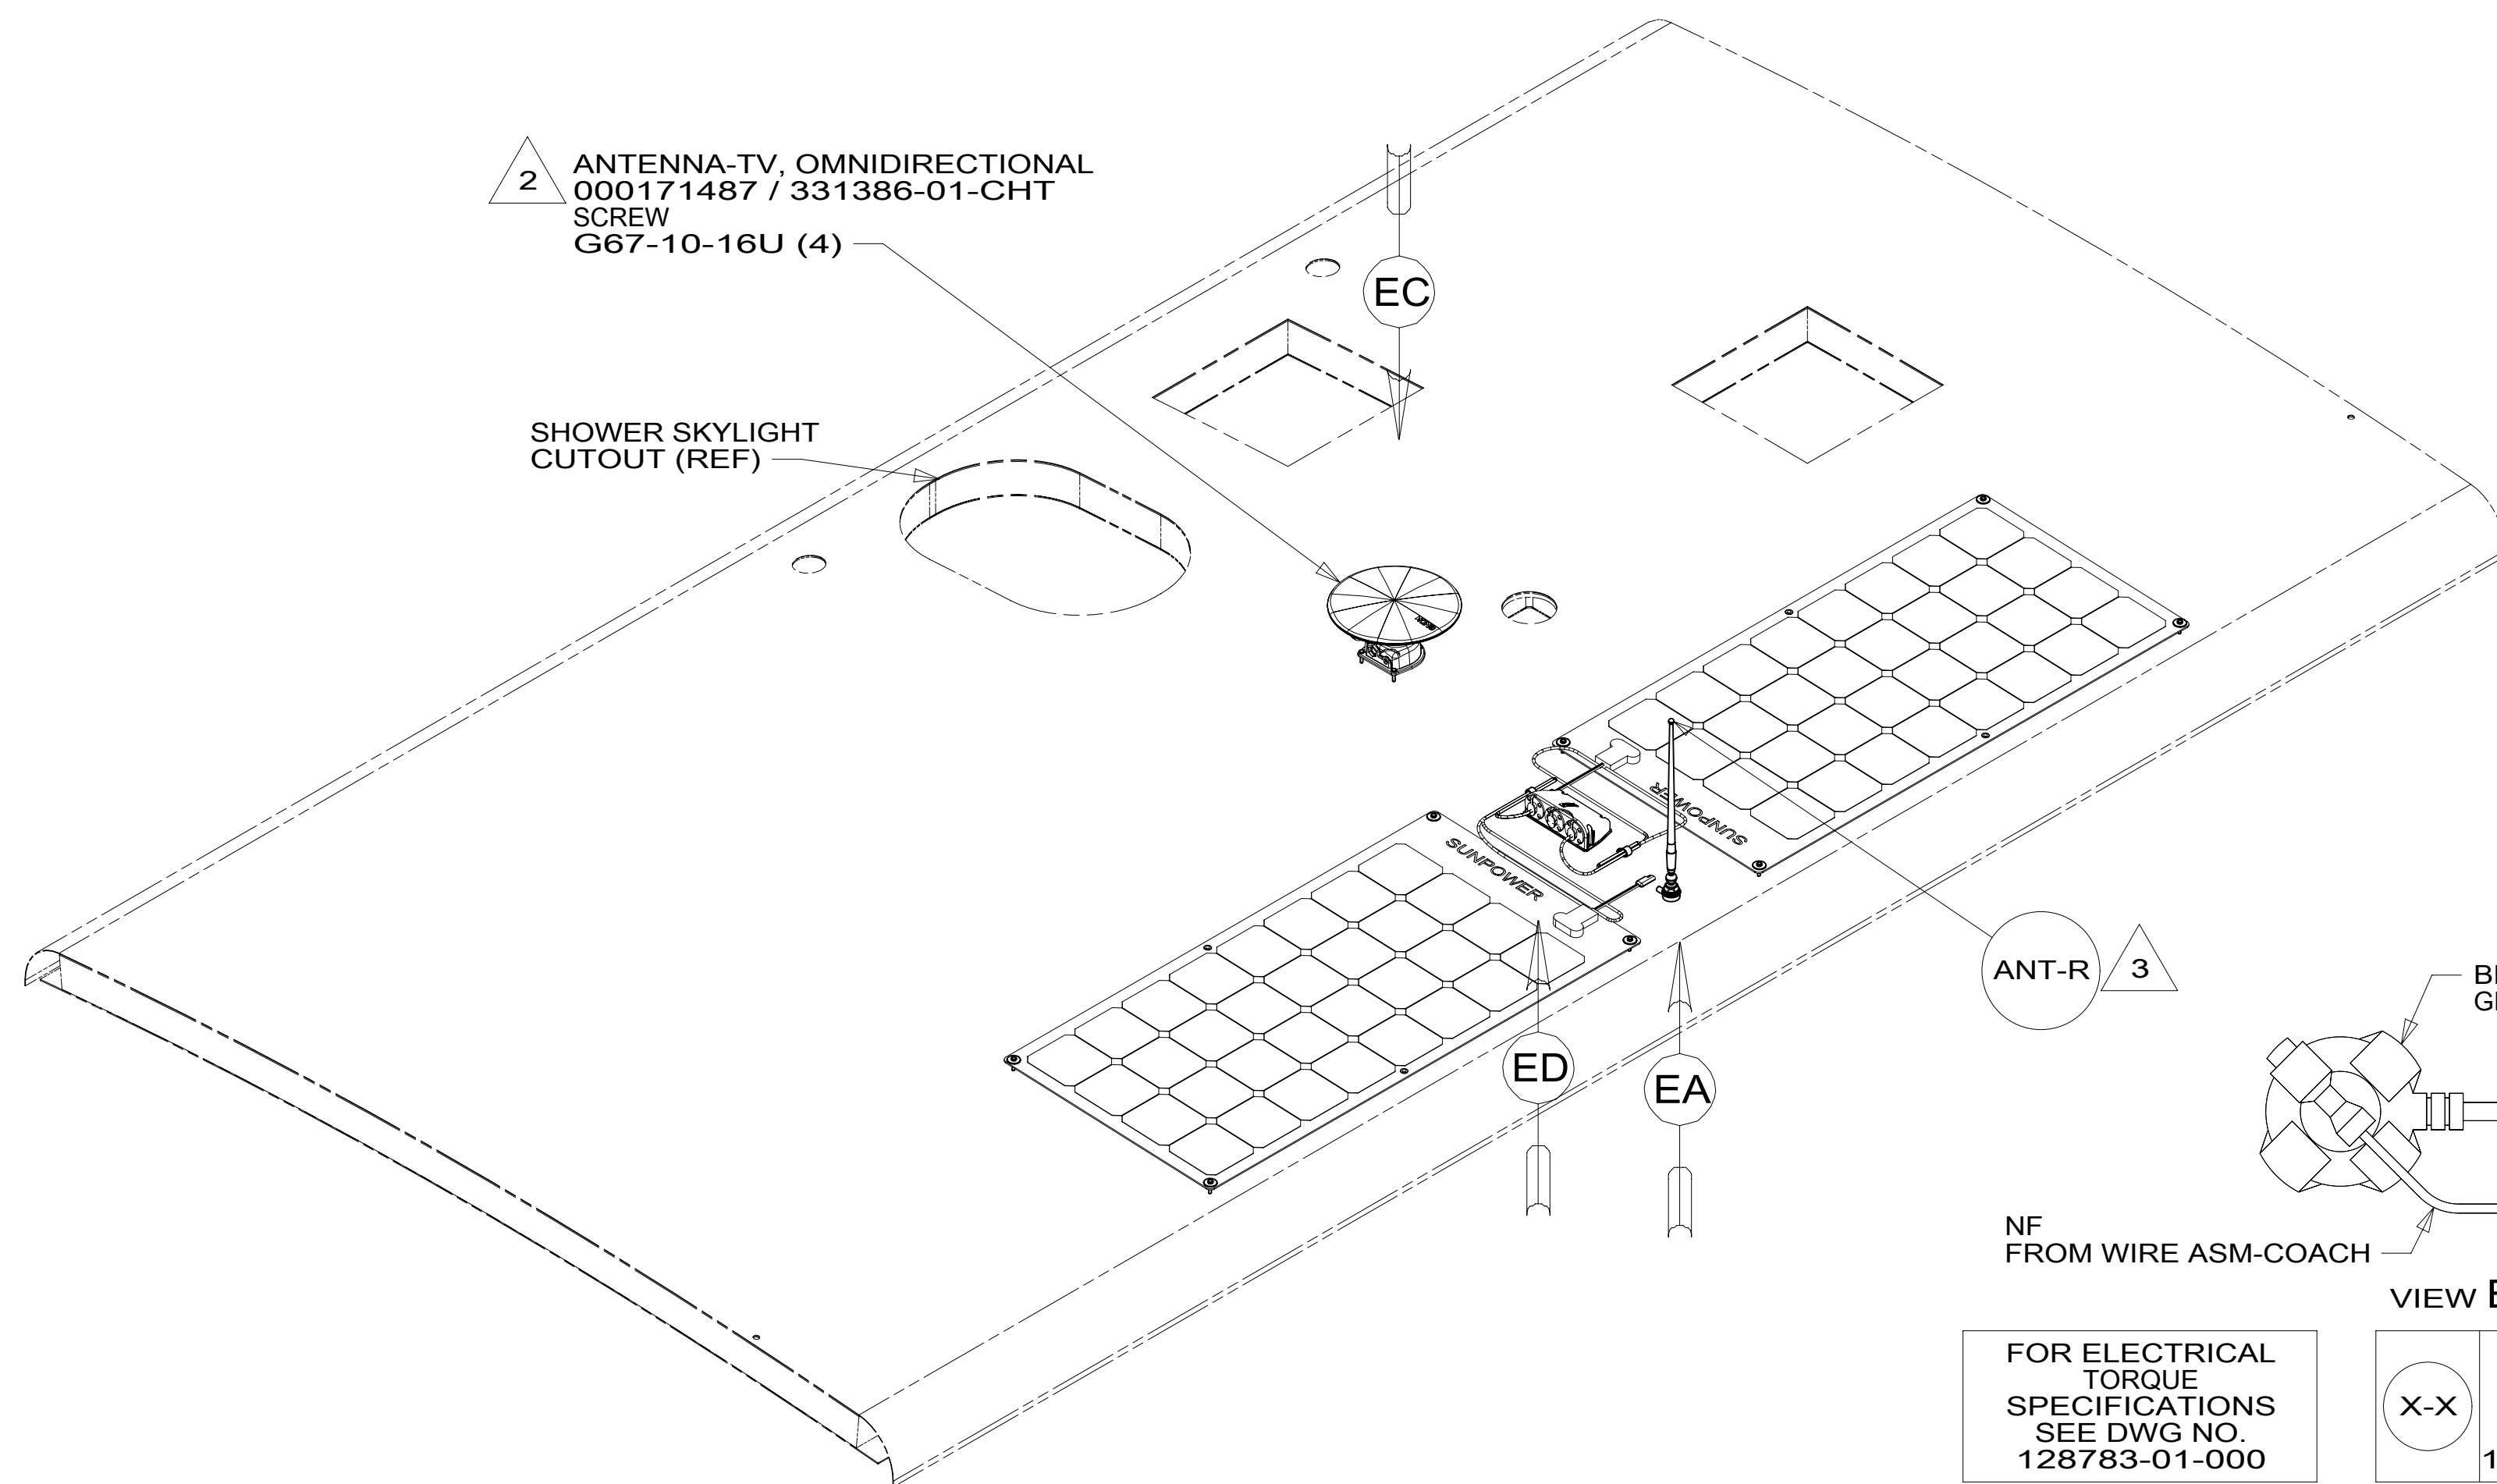 2
ANTENNA-TV, OMNIDIRECTIONAL
000171487 / 331386-01-CHT
SCREW
G67-10-16U (4)
EC
SHOWER SKYLIGHT
CUTOUT (REF)
SUNPOWER
SUNPOWER
ANT-R
3
ED
EA
NF
FROM WIRE ASM-COACH
VIEW
FOR ELECTRICAL
TORQUE
SPECIFICATIONS
SEE DWG NO.
128783-01-000
X-X
1